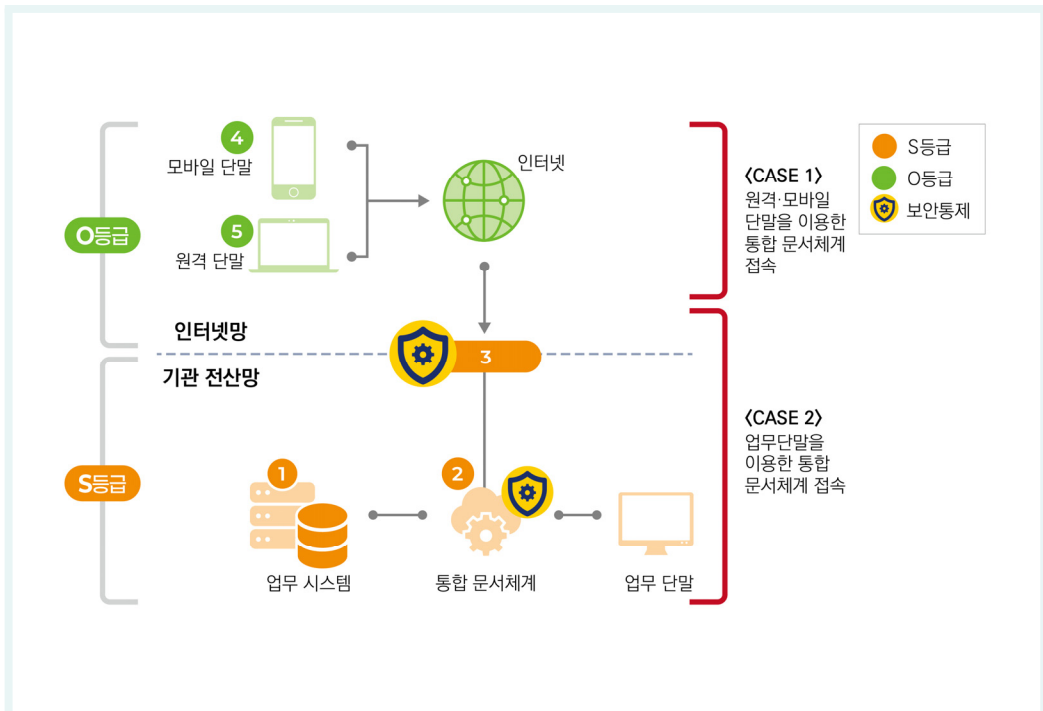 4
모바일 단말
5
원격 단말
인터넷
O등급
인터넷망
기관 전산망
3
S등급
1
업무 시스템
2
통합 문서체계
업무 단말
〈CASE 1〉
원격·모바일
단말을 이용한
통합 문서체계
접속
〈CASE 2〉
업무단말을
이용한 통합
문서체계 접속
S등급
O등급
보안통제